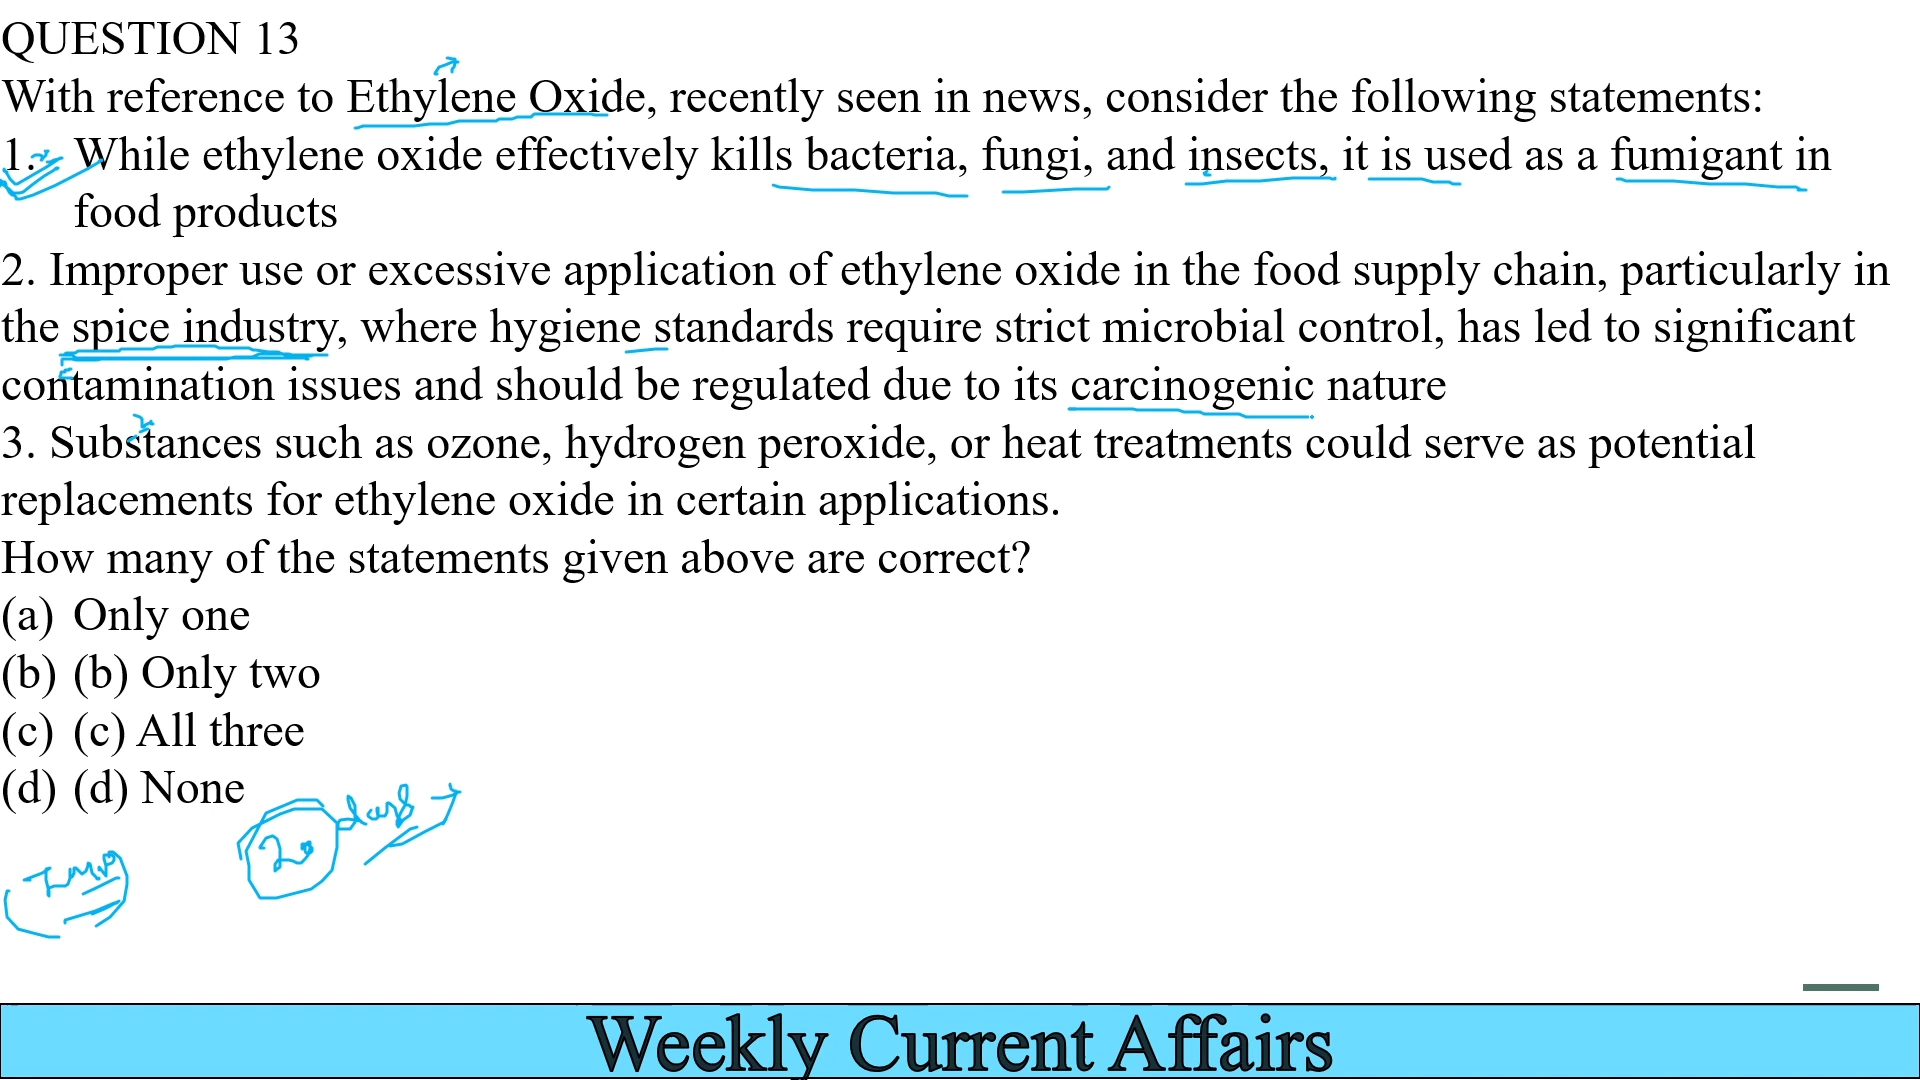 QUESTION 13
With reference to Ethylene Oxide, recently seen in news, consider the following statements:
1. While ethylene oxide effectively kills bacteria, fungi, and insects, it is used as a fumigant in
food products
2. Improper use or excessive application of ethylene oxide in the food supply chain, particularly in
the spice industry, where hygiene standards require strict microbial control, has led to significant
contamination issues and should be regulated due to its carcinogenic nature
3. Substances such as ozone, hydrogen peroxide, or heat treatments could serve as potential
replacements for ethylene oxide in certain applications.
How many of the statements given above are correct?
(a) Only one
(b) (b) Only two
(c) (c) All three
(d) (d) None
20 days
Imp
Weekly Current Affairs